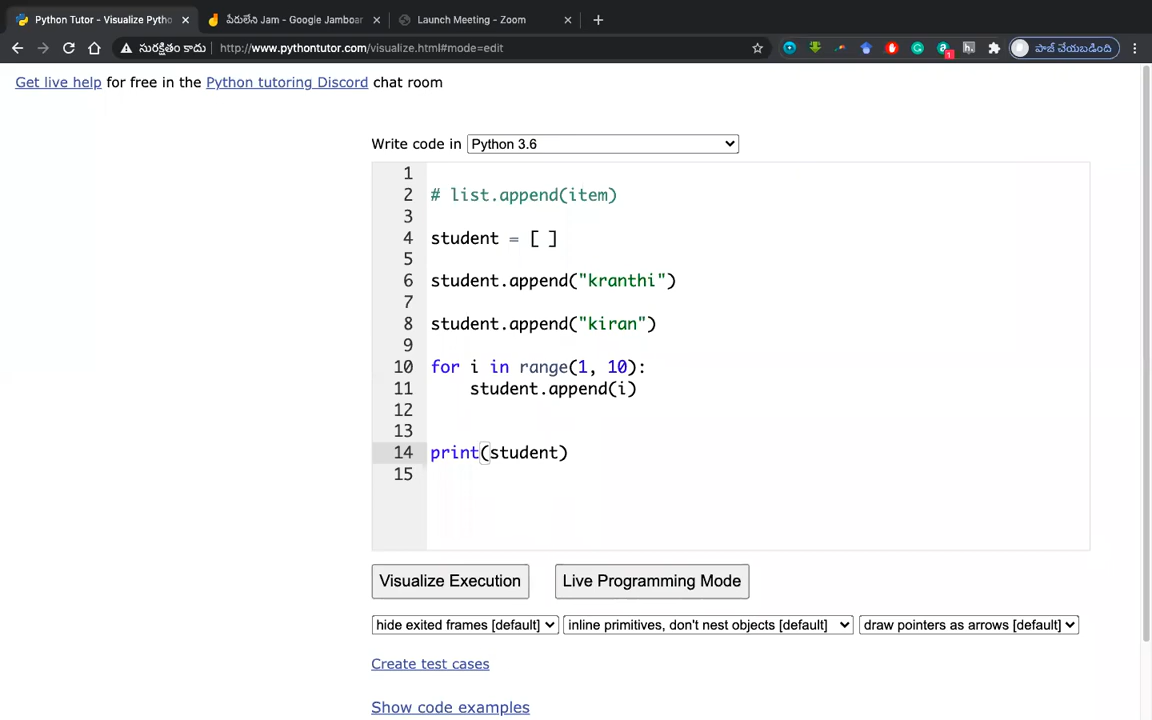 Python Tutor - Visualize Pytho
పేరులేని Jam - Google Jamboar
Launch Meeting - Zoom
సురక్షితం కాదు
http://www.pythontutor.com/visualize.html#mode=edit
h.
1
పాజ్ చేయబడింది
Get live help for free in the Python tutoring Discord chat room
Write code in Python 3.6
1
2 # list.append(item)
3
4 student = [ ]
5
6 student.append("kranthi")
7
8 student.append("kiran")
9
10 for i in range(1, 10):
11 student.append(i)
12
13
14 print(student)
15
Visualize Execution Live Programming Mode
hide exited frames [default] inline primitives, don't nest objects [default] draw pointers as arrows [default]
Create test cases
Show code examples